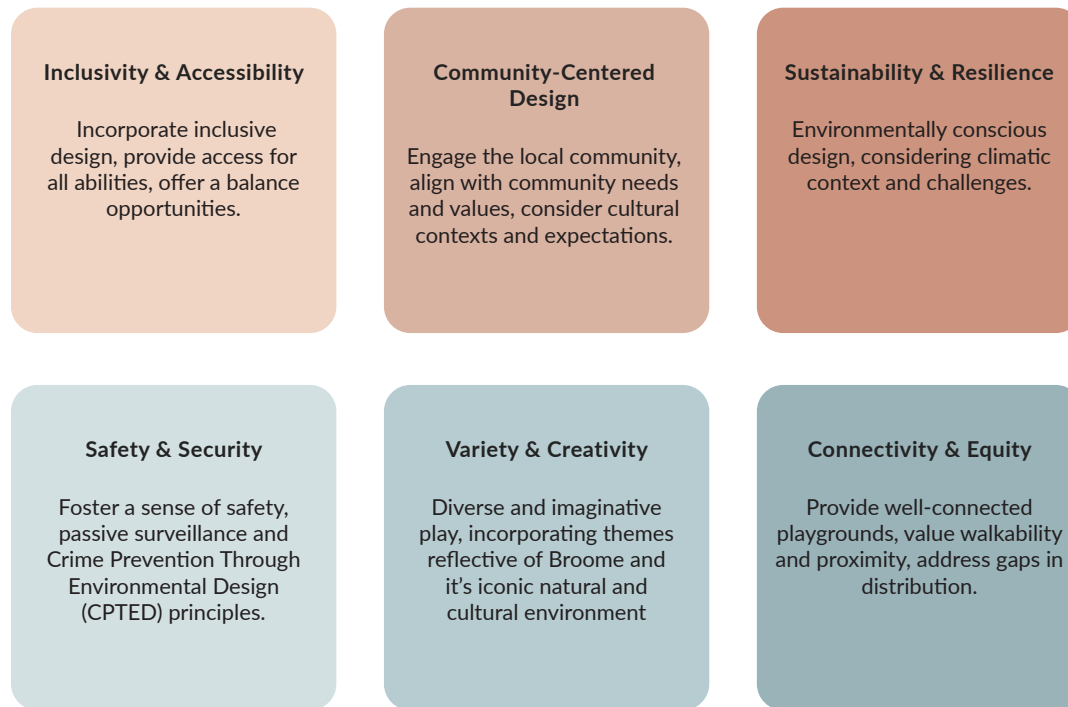 Inclusivity & Accessibility
Incorporate inclusive
design, provide access for
all abilities, offer a balance
opportunities.
Community-Centered
Design
Engage the local community,
align with community needs
and values, consider cultural
contexts and expectations.
Sustainability & Resilience
Environmentally conscious
design, considering climatic
context and challenges.
Safety & Security
Foster a sense of safety,
passive surveillance and
Crime Prevention Through
Environmental Design
(CPTED) principles.
Variety & Creativity
Diverse and imaginative
play, incorporating themes
reflective of Broome and
it’s iconic natural and
cultural environment
Connectivity & Equity
Provide well-connected
playgrounds, value walkability
and proximity, address gaps in
distribution.